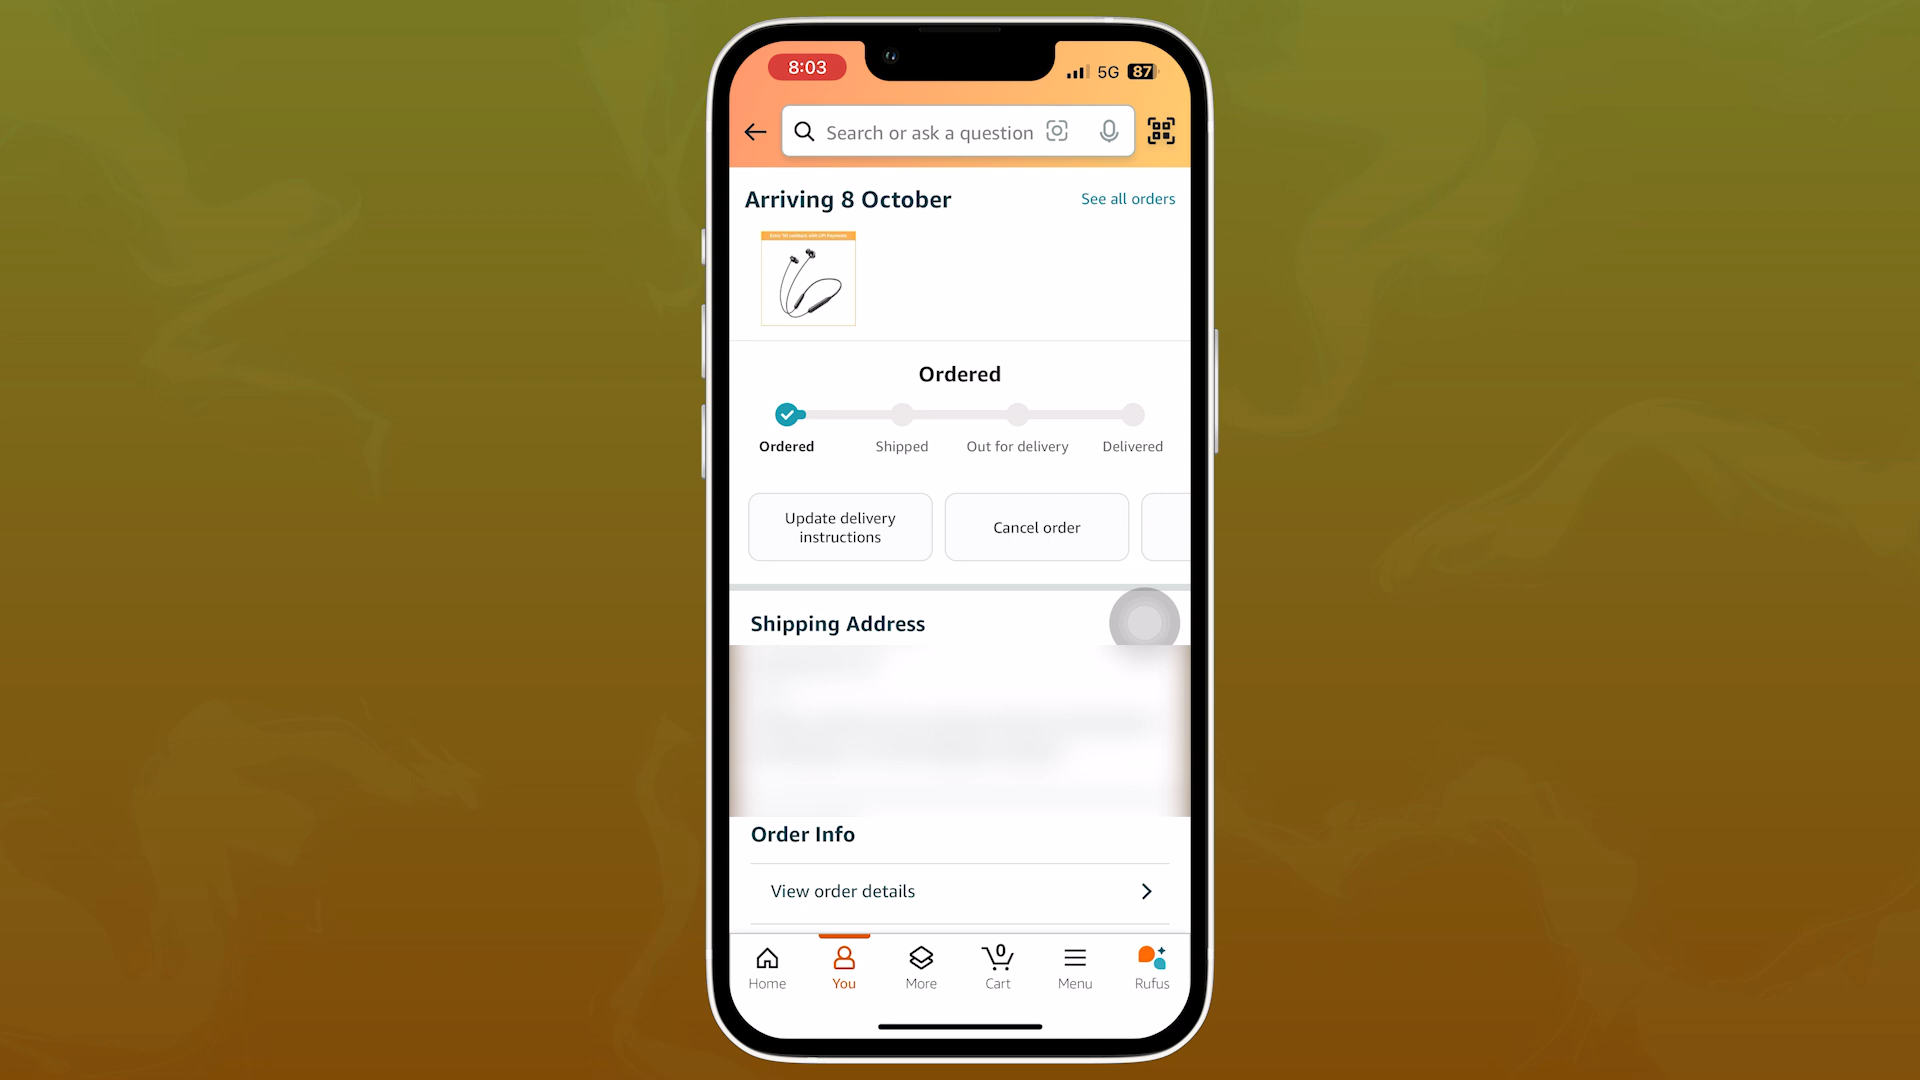 8:03
5G
87
Search or ask a question
Arriving 8 October
See all orders
Ordered
Ordered
Shipped
Out for delivery
Delivered
Update delivery
instructions
Cancel order
Shipping Address
Order Info
View order details
0
Home
You
More
Cart
Menu
Rufus